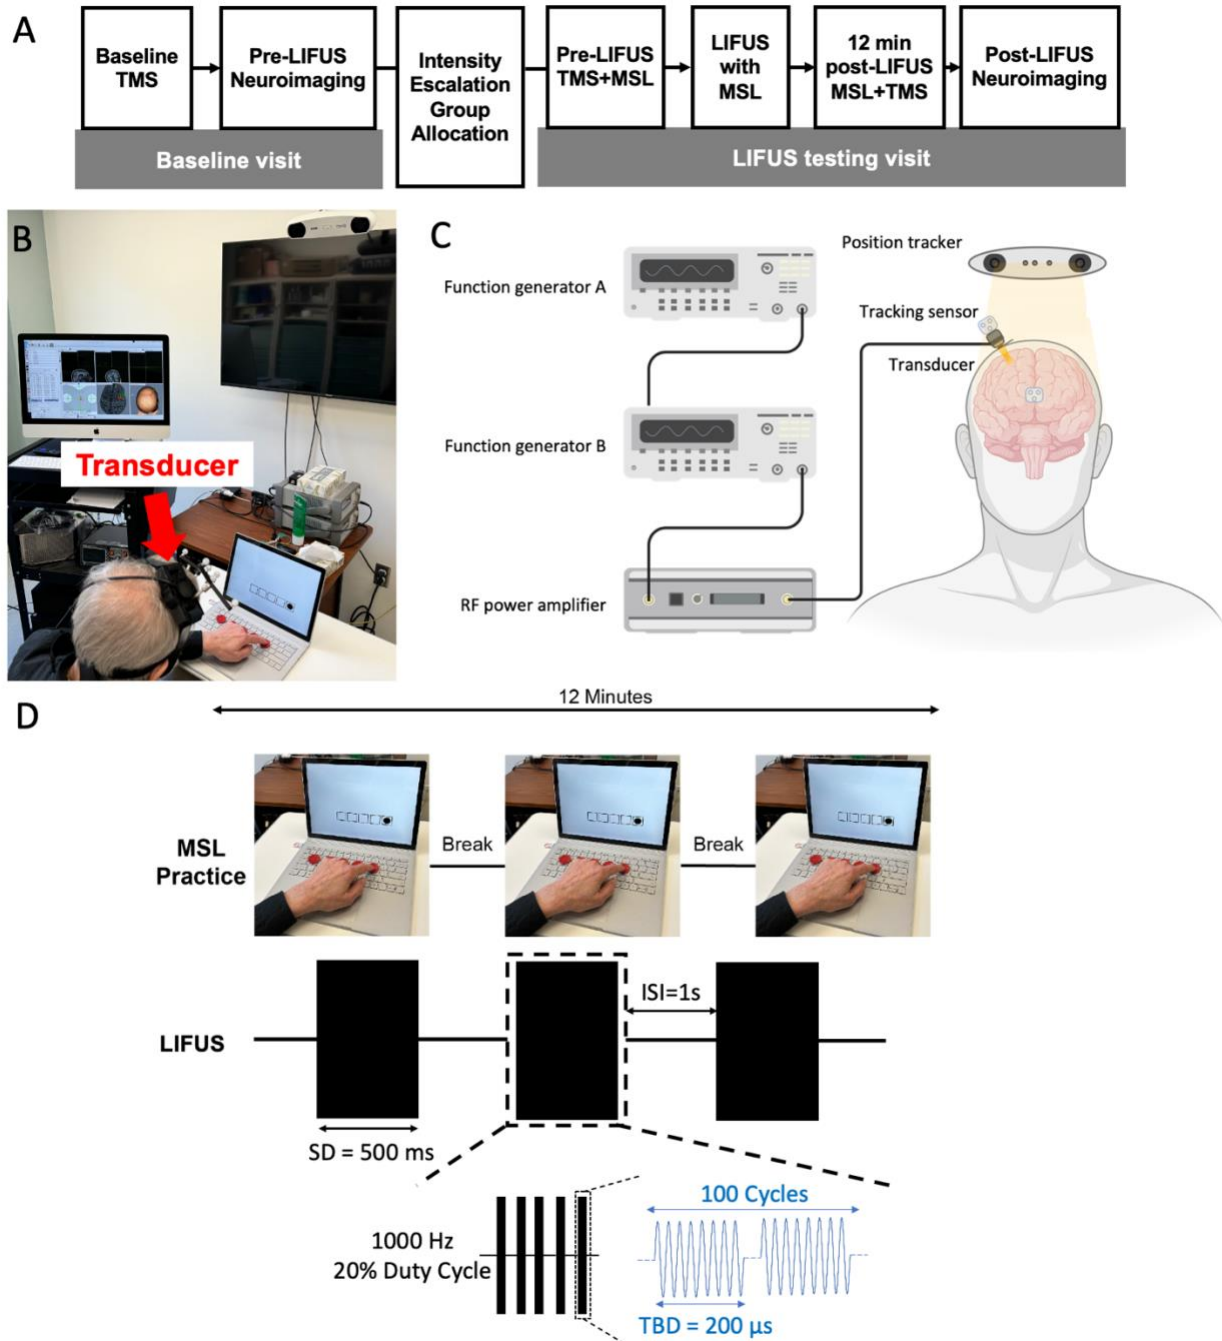 A
Baseline
TMS
Pre-LIFUS
Neuroimaging
Intensity
Escalation
Group
Allocation
Pre-LIFUS
TMS+MSL
LIFUS
with
MSL
12 min
post-LIFUS
MSL+TMS
Post-LIFUS
Neuroimaging
Baseline visit
LIFUS testing visit
B
Transducer
C
Function generator A
Function generator B
RF power amplifier
Position tracker
Tracking sensor
Transducer
D
12 Minutes
MSL
Practice
Break
Break
LIFUS
ISI=1s
SD = 500 ms
1000 Hz
20% Duty Cycle
100 Cycles
TBD = 200 µs